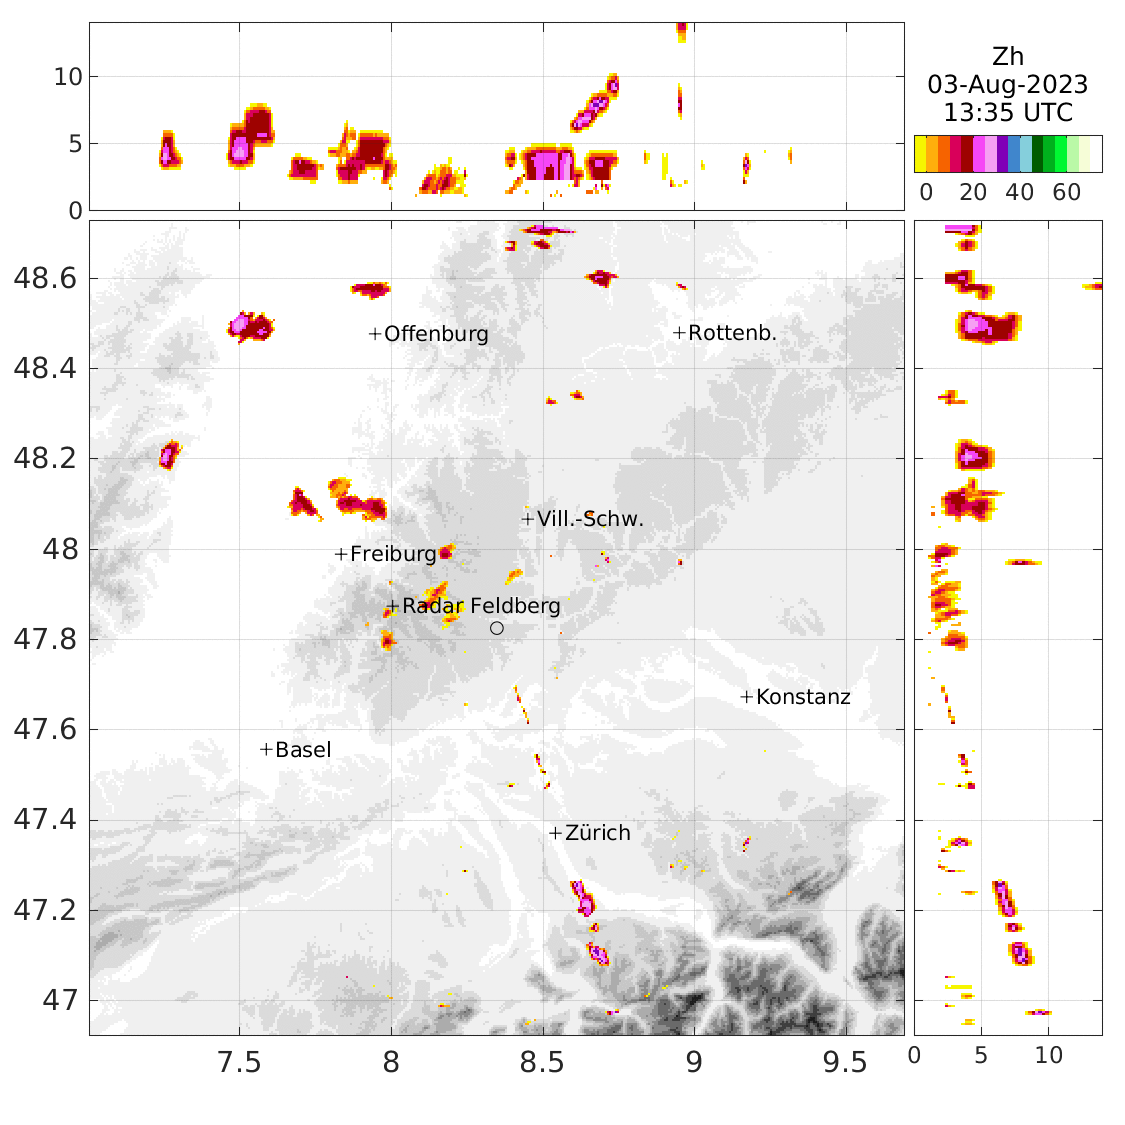 Zh
03-Aug-2023
13:35 UTC
0 20 40 60
10
5
0
48.6
48.4
48.2
48
47.8
47.6
47.4
47.2
47
Offenburg
Rottenb.
Vill.-Schw.
Freiburg
Radar Feldberg
Konstanz
Basel
Zürich
7.5 8 8.5 9 9.5
0 5 10